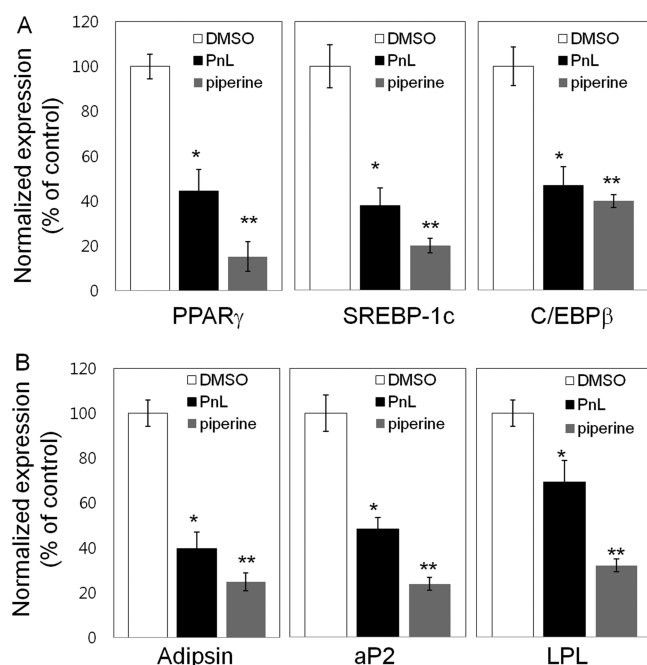 A
Normalized expression
(% of control)
120
100
80
60
40
20
0
DMSO
PnL
piperine
*
**
PPARγ
DMSO
PnL
piperine
*
**
SREBP-1c
DMSO
PnL
piperine
*
**
C/EBPβ
B
Normalized expression
(% of control)
120
100
80
60
40
20
0
DMSO
PnL
piperine
*
**
Adipsin
DMSO
PnL
piperine
*
**
aP2
DMSO
PnL
piperine
*
**
LPL